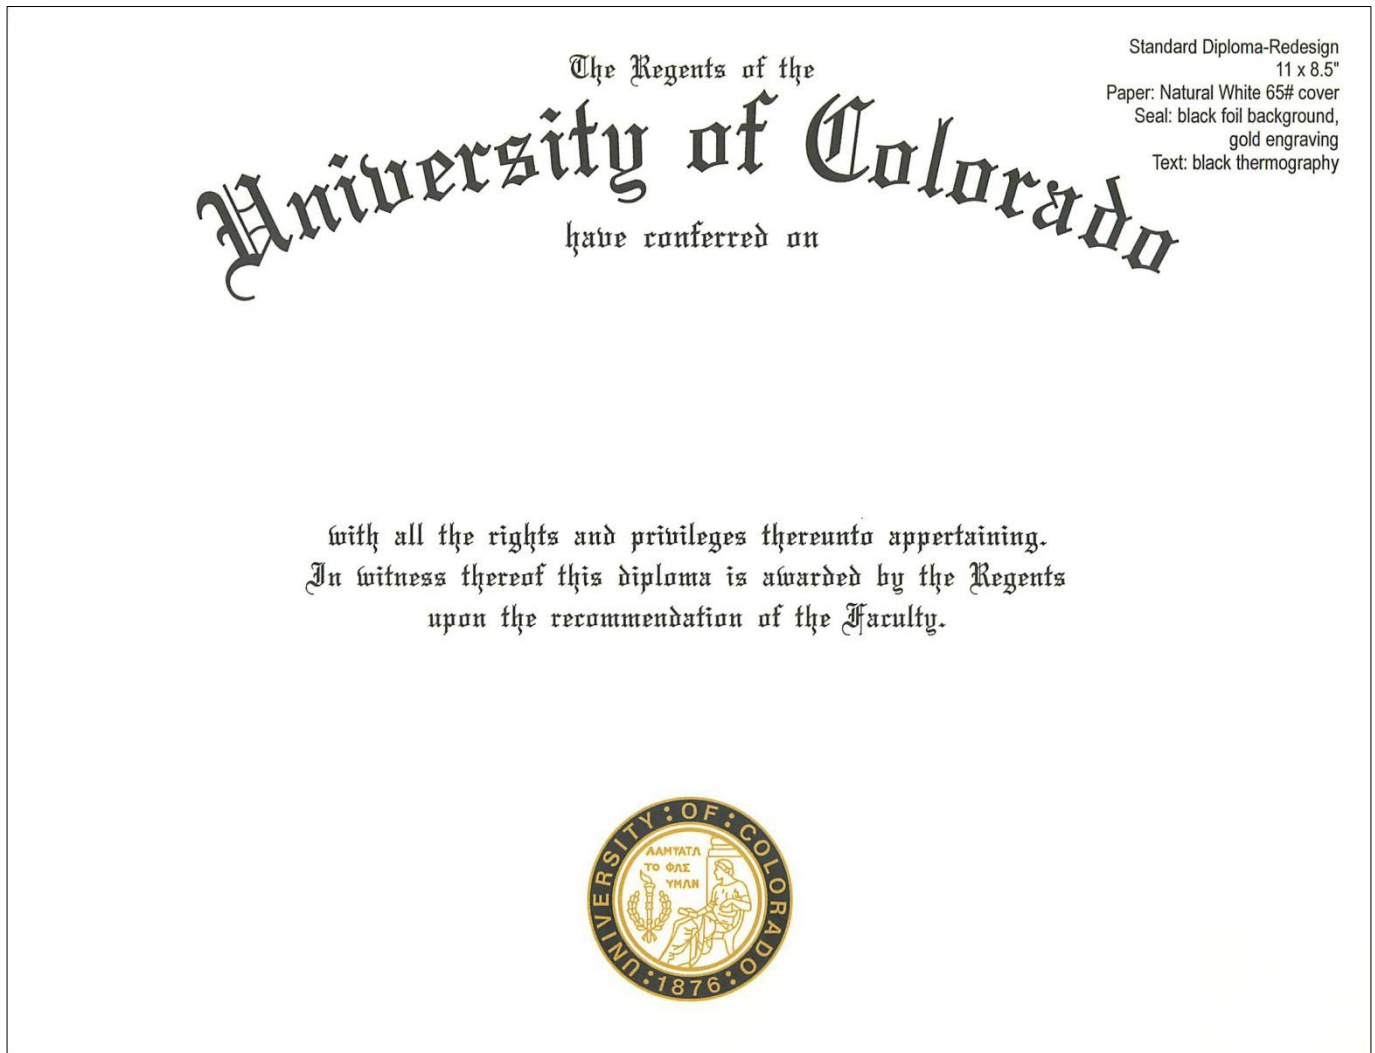 Standard Diploma-Redesign
11 x 8.5"
Paper: Natural White 65# cover
Seal: black foil background,
gold engraving
Text: black thermography
The Regents of the
University of Colorado
have conferred on
with all the rights and privileges thereunto appertaining.
In witness thereof this diploma is awarded by the Regents
upon the recommendation of the Faculty.
UNIVERSITY : OF : COLORADO : 1876 :
ΛΑΜΥΑΤΛ
ΤΟ ΦΛΣ
ΥΜΛΝ